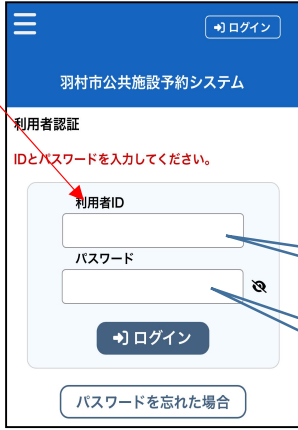 ログイン
羽村市公共施設予約システム
利用者認証
IDとパスワードを入力してください。
利用者ID
パスワード
ログイン
パスワードを忘れた場合